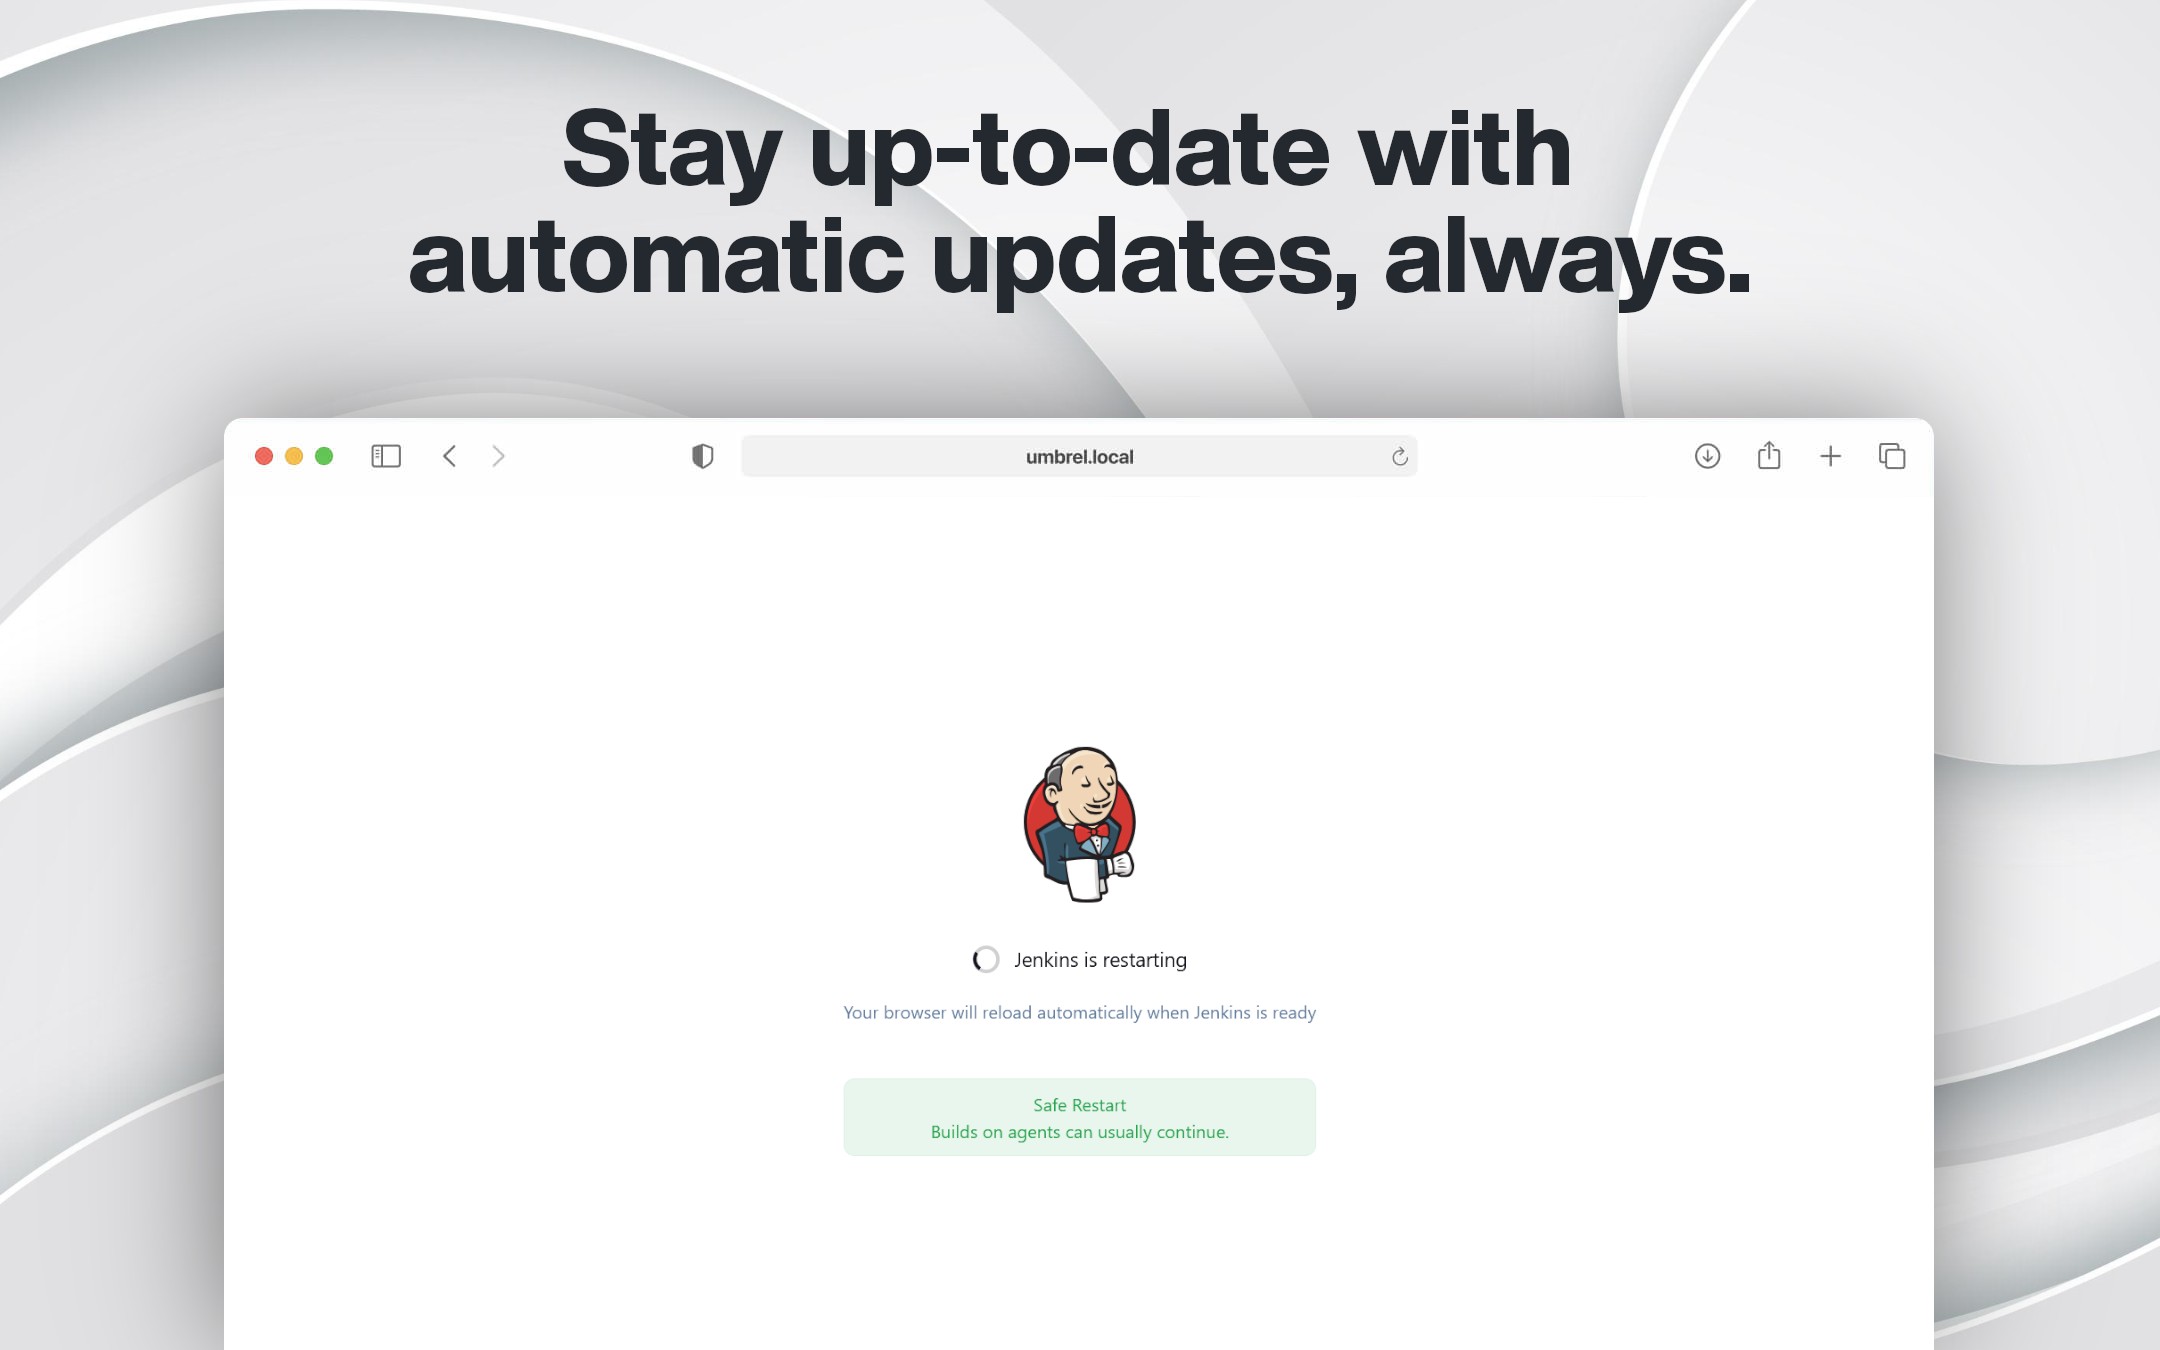 Stay up-to-date with
automatic updates, always.
umbrel.local
Jenkins is restarting
Your browser will reload automatically when Jenkins is ready
Safe Restart
Builds on agents can usually continue.